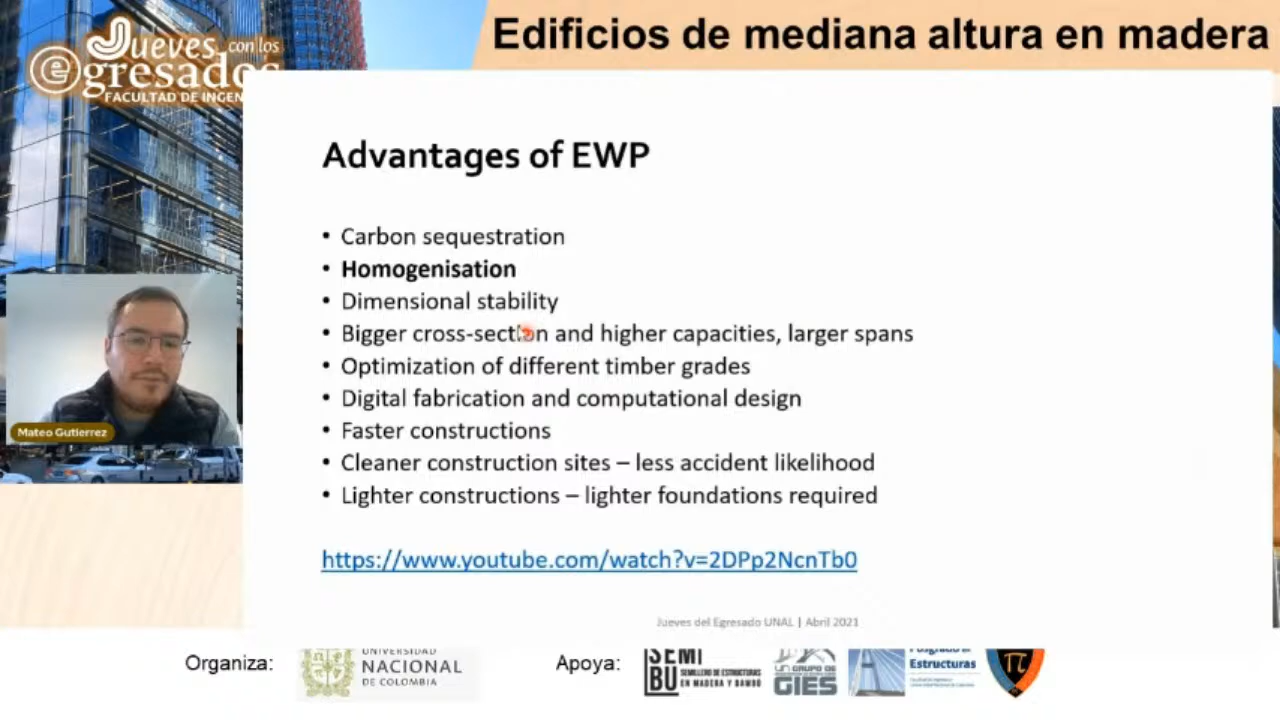 Jueves con los
egresados
FACULTAD DE INGEN
Edificios de mediana altura en madera
Advantages of EWP
• Carbon sequestration
• Homogenisation
• Dimensional stability
• Bigger cross-section and higher capacities, larger spans
• Optimization of different timber grades
• Digital fabrication and computational design
• Faster constructions
• Cleaner construction sites – less accident likelihood
• Lighter constructions – lighter foundations required
https://www.youtube.com/watch?v=2DPp2NcnTb0
Jueves del Egresado UNAL | Abril 2021
Mateo Gutierrez
Organiza:
UNIVERSIDAD
NACIONAL
DE COLOMBIA
Apoya:
SEMI
BU
SEMILLERO DE ESTRUCTURAS
EN MADERA Y BAMBÚ
GIES
Posgrado
Estructuras
π